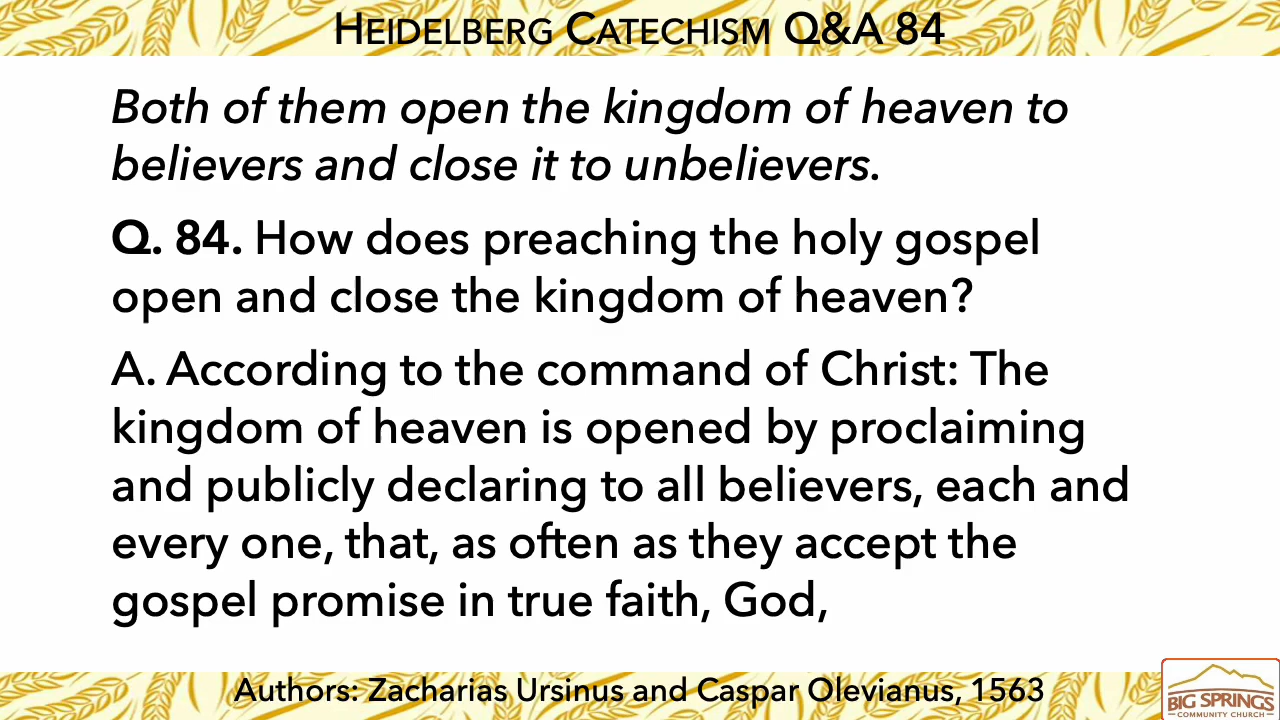 HEIDELBERG CATECHISM Q&A 84
Both of them open the kingdom of heaven to
believers and close it to unbelievers.
Q. 84. How does preaching the holy gospel
open and close the kingdom of heaven?
A. According to the command of Christ: The
kingdom of heaven is opened by proclaiming
and publicly declaring to all believers, each and
every one, that, as often as they accept the
gospel promise in true faith, God,
Authors: Zacharias Ursinus and Caspar Olevianus, 1563
BIG SPRINGS
COMMUNITY CHURCH